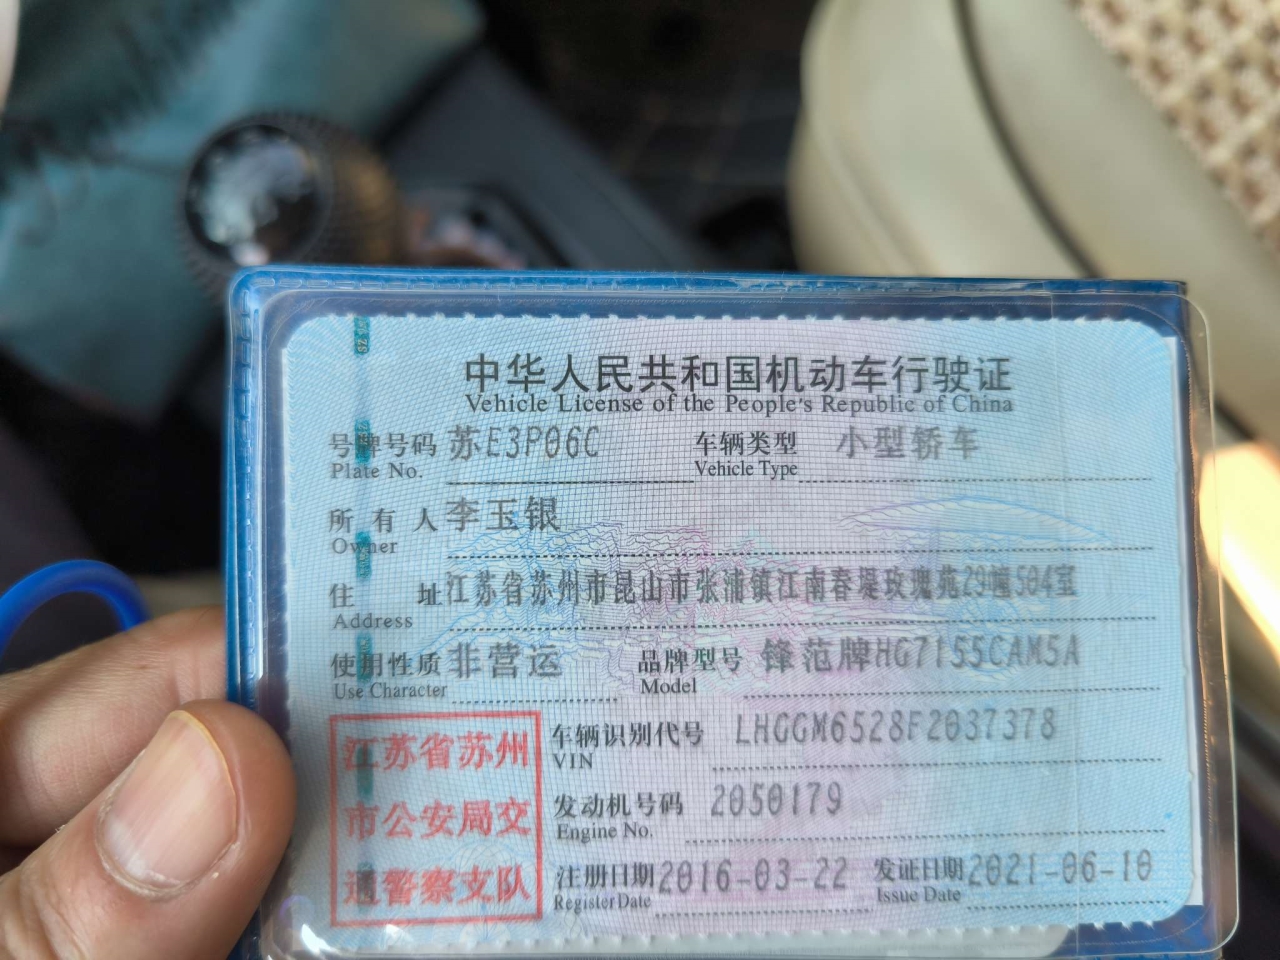 中华人民共和国机动车行驶证
Vehicle License of the People's Republic of China
号牌号码 苏E3P06C 车辆类型 小型轿车
Plate No. Vehicle Type
所有人 李玉银
Owner
住址 江苏省苏州市昆山市张浦镇江南春堤玫瑰苑29幢504室
Address
使用性质 非营运 品牌型号 锋范牌HG7155CAM5A
Use Character Model
江苏省苏州
市公安局交
通警察支队
车辆识别代号 LHGGM6528F2037378
VIN
发动机号码 2050179
Engine No.
注册日期 2016-03-22 发证日期 2021-06-10
Register Date Issue Date